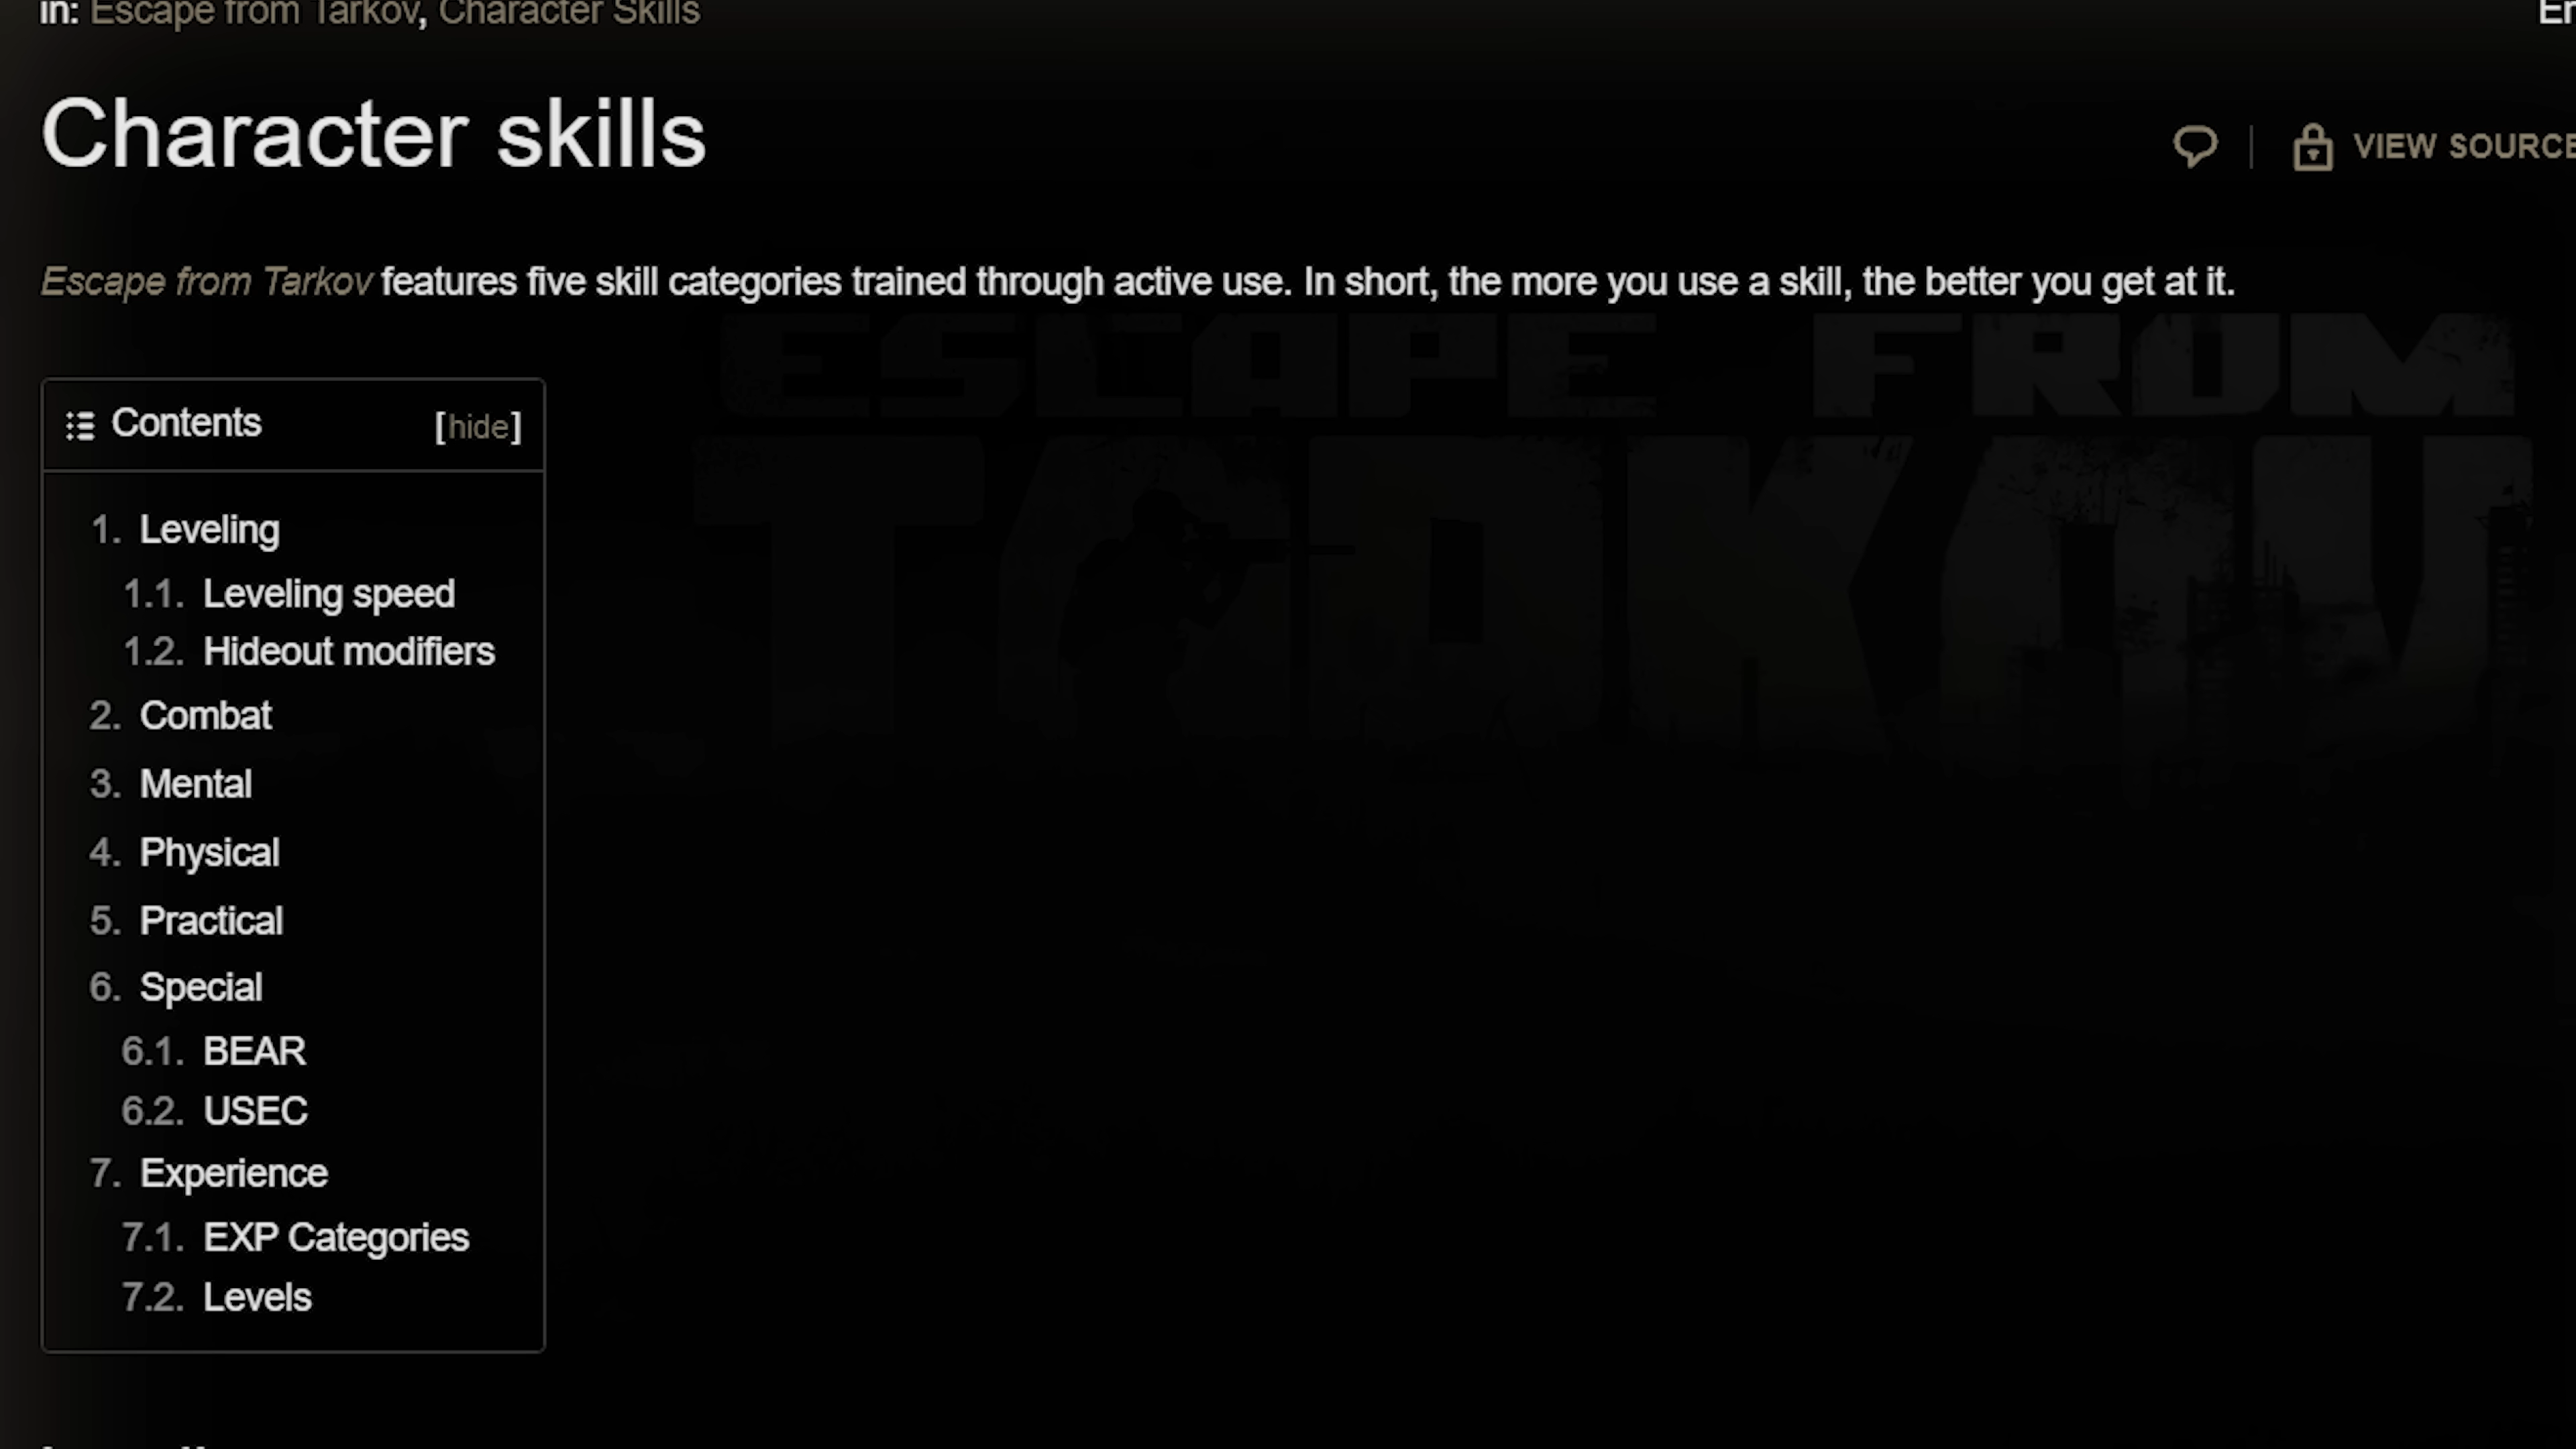 in: Escape from Tarkov, Character Skills
Character skills
VIEW SOURCE
Escape from Tarkov features five skill categories trained through active use. In short, the more you use a skill, the better you get at it.
ESCAPE FROM
TARKOV
Contents [hide]
1. Leveling
1.1. Leveling speed
1.2. Hideout modifiers
2. Combat
3. Mental
4. Physical
5. Practical
6. Special
6.1. BEAR
6.2. USEC
7. Experience
7.1. EXP Categories
7.2. Levels